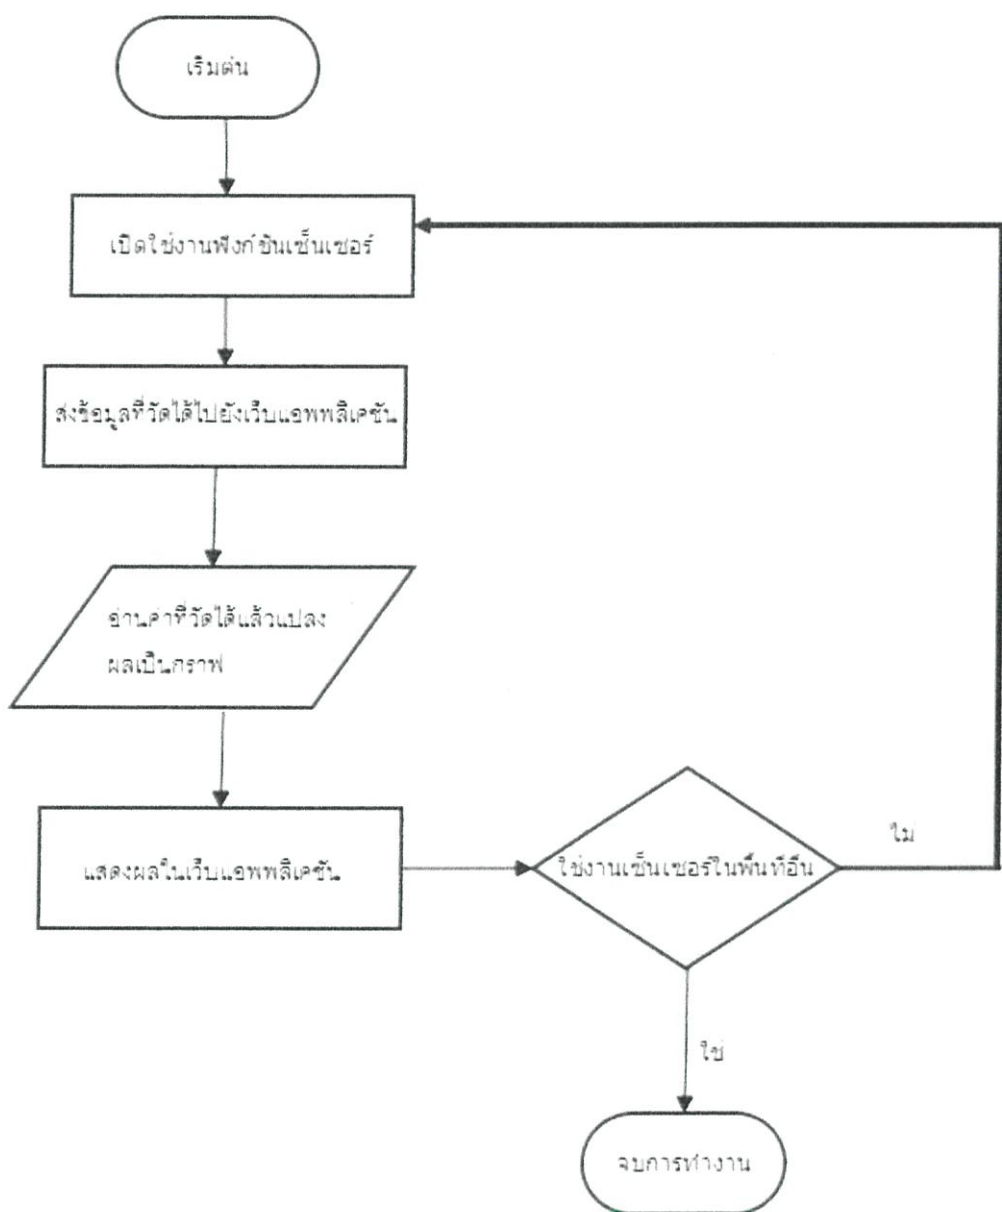 เริ่มต้น
เปิดใช้งานฟังก์ชันเซ็นเซอร์
ส่งข้อมูลที่วัดได้ไปยังเว็บแอพพลิเคชัน
อ่านค่าที่วัดได้แล้วแปลง
ผลเป็นกราฟ
แสดงผลในเว็บแอพพลิเคชัน
ใช้งานเซ็นเซอร์ในพื้นที่อื่น
ไม่
ใช่
จบการทำงาน